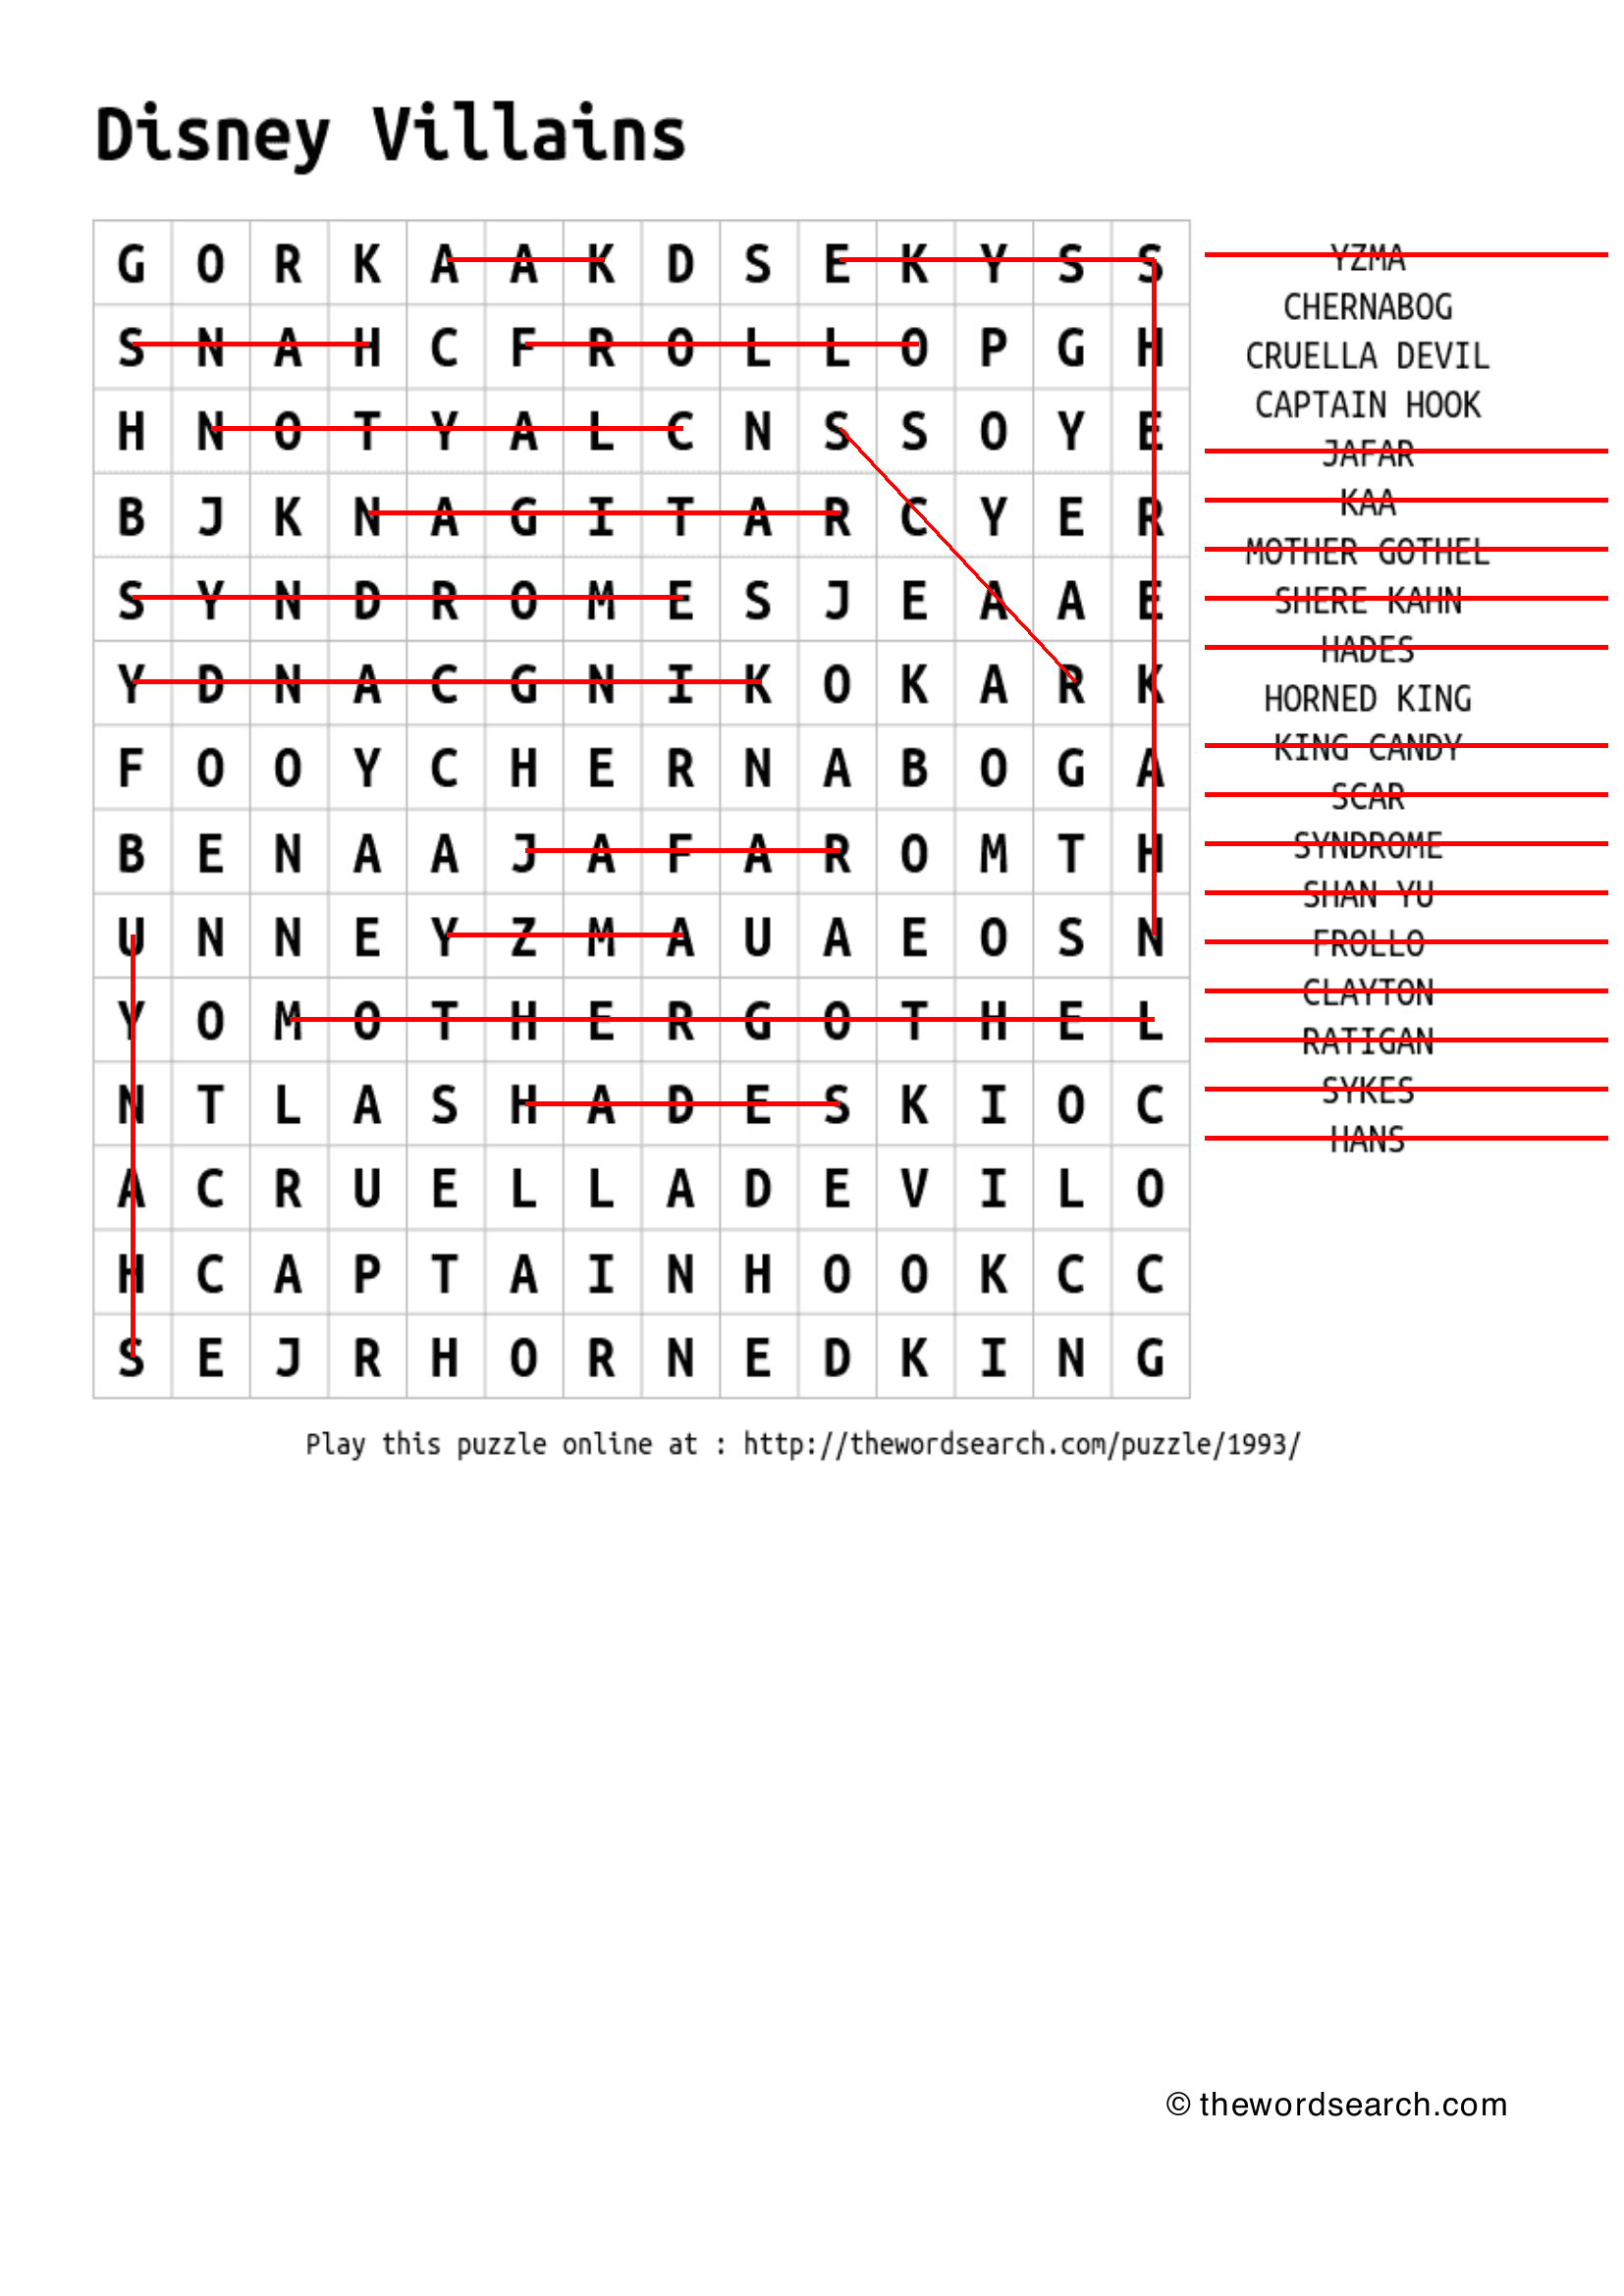 Disney Villains
G O R K A A K D S E K Y S S
S N A H C F R O L L O P G H
H N O T Y A L C N S S O Y E
B J K N A G I T A R C Y E R
S Y N D R O M E S J E A A E
Y D N A C G N I K O K A R K
F O O Y C H E R N A B O G A
B E N A A J A F A R O M T H
U N N E Y Z M A U A E O S N
Y O M O T H E R G O T H E L
N T L A S H A D E S K I O C
A C R U E L L A D E V I L O
H C A P T A I N H O O K C C
S E J R H O R N E D K I N G
YZMA
CHERNABOG
CRUELLA DEVIL
CAPTAIN HOOK
JAFAR
KAA
MOTHER GOTHEL
SHERE KAHN
HADES
HORNED KING
KING CANDY
SCAR
SYNDROME
SHAN YU
FROLLO
CLAYTON
RATIGAN
SYKES
HANS
Play this puzzle online at : http://thewordsearch.com/puzzle/1993/
© thewordsearch.com